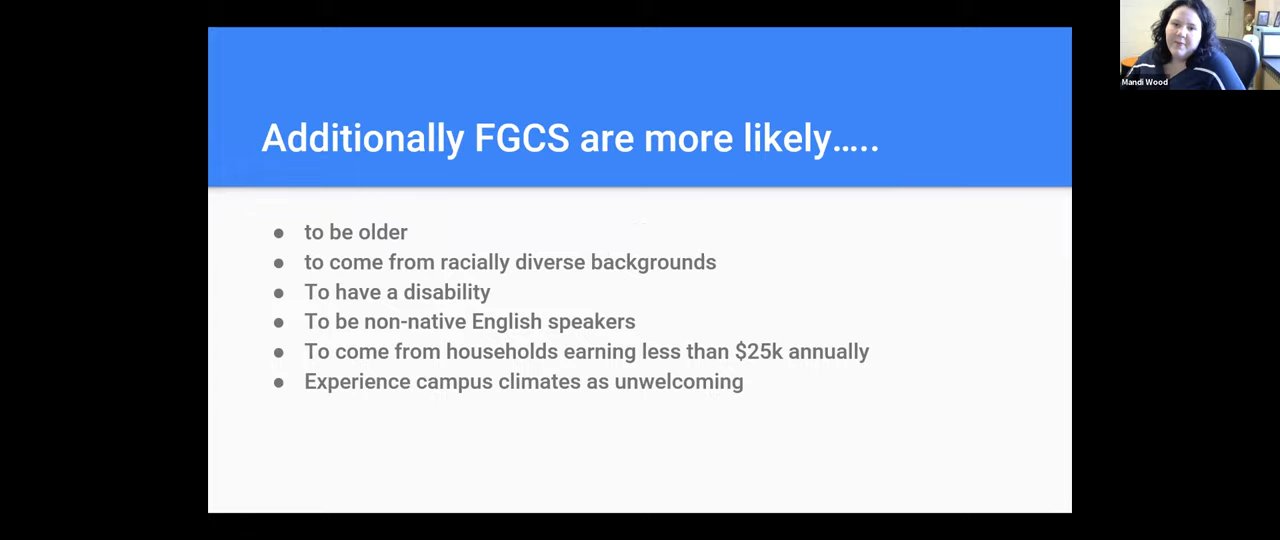 Additionally FGCS are more likely.....
● to be older
● to come from racially diverse backgrounds
● To have a disability
● To be non-native English speakers
● To come from households earning less than $25k annually
● Experience campus climates as unwelcoming
Mandi Wood